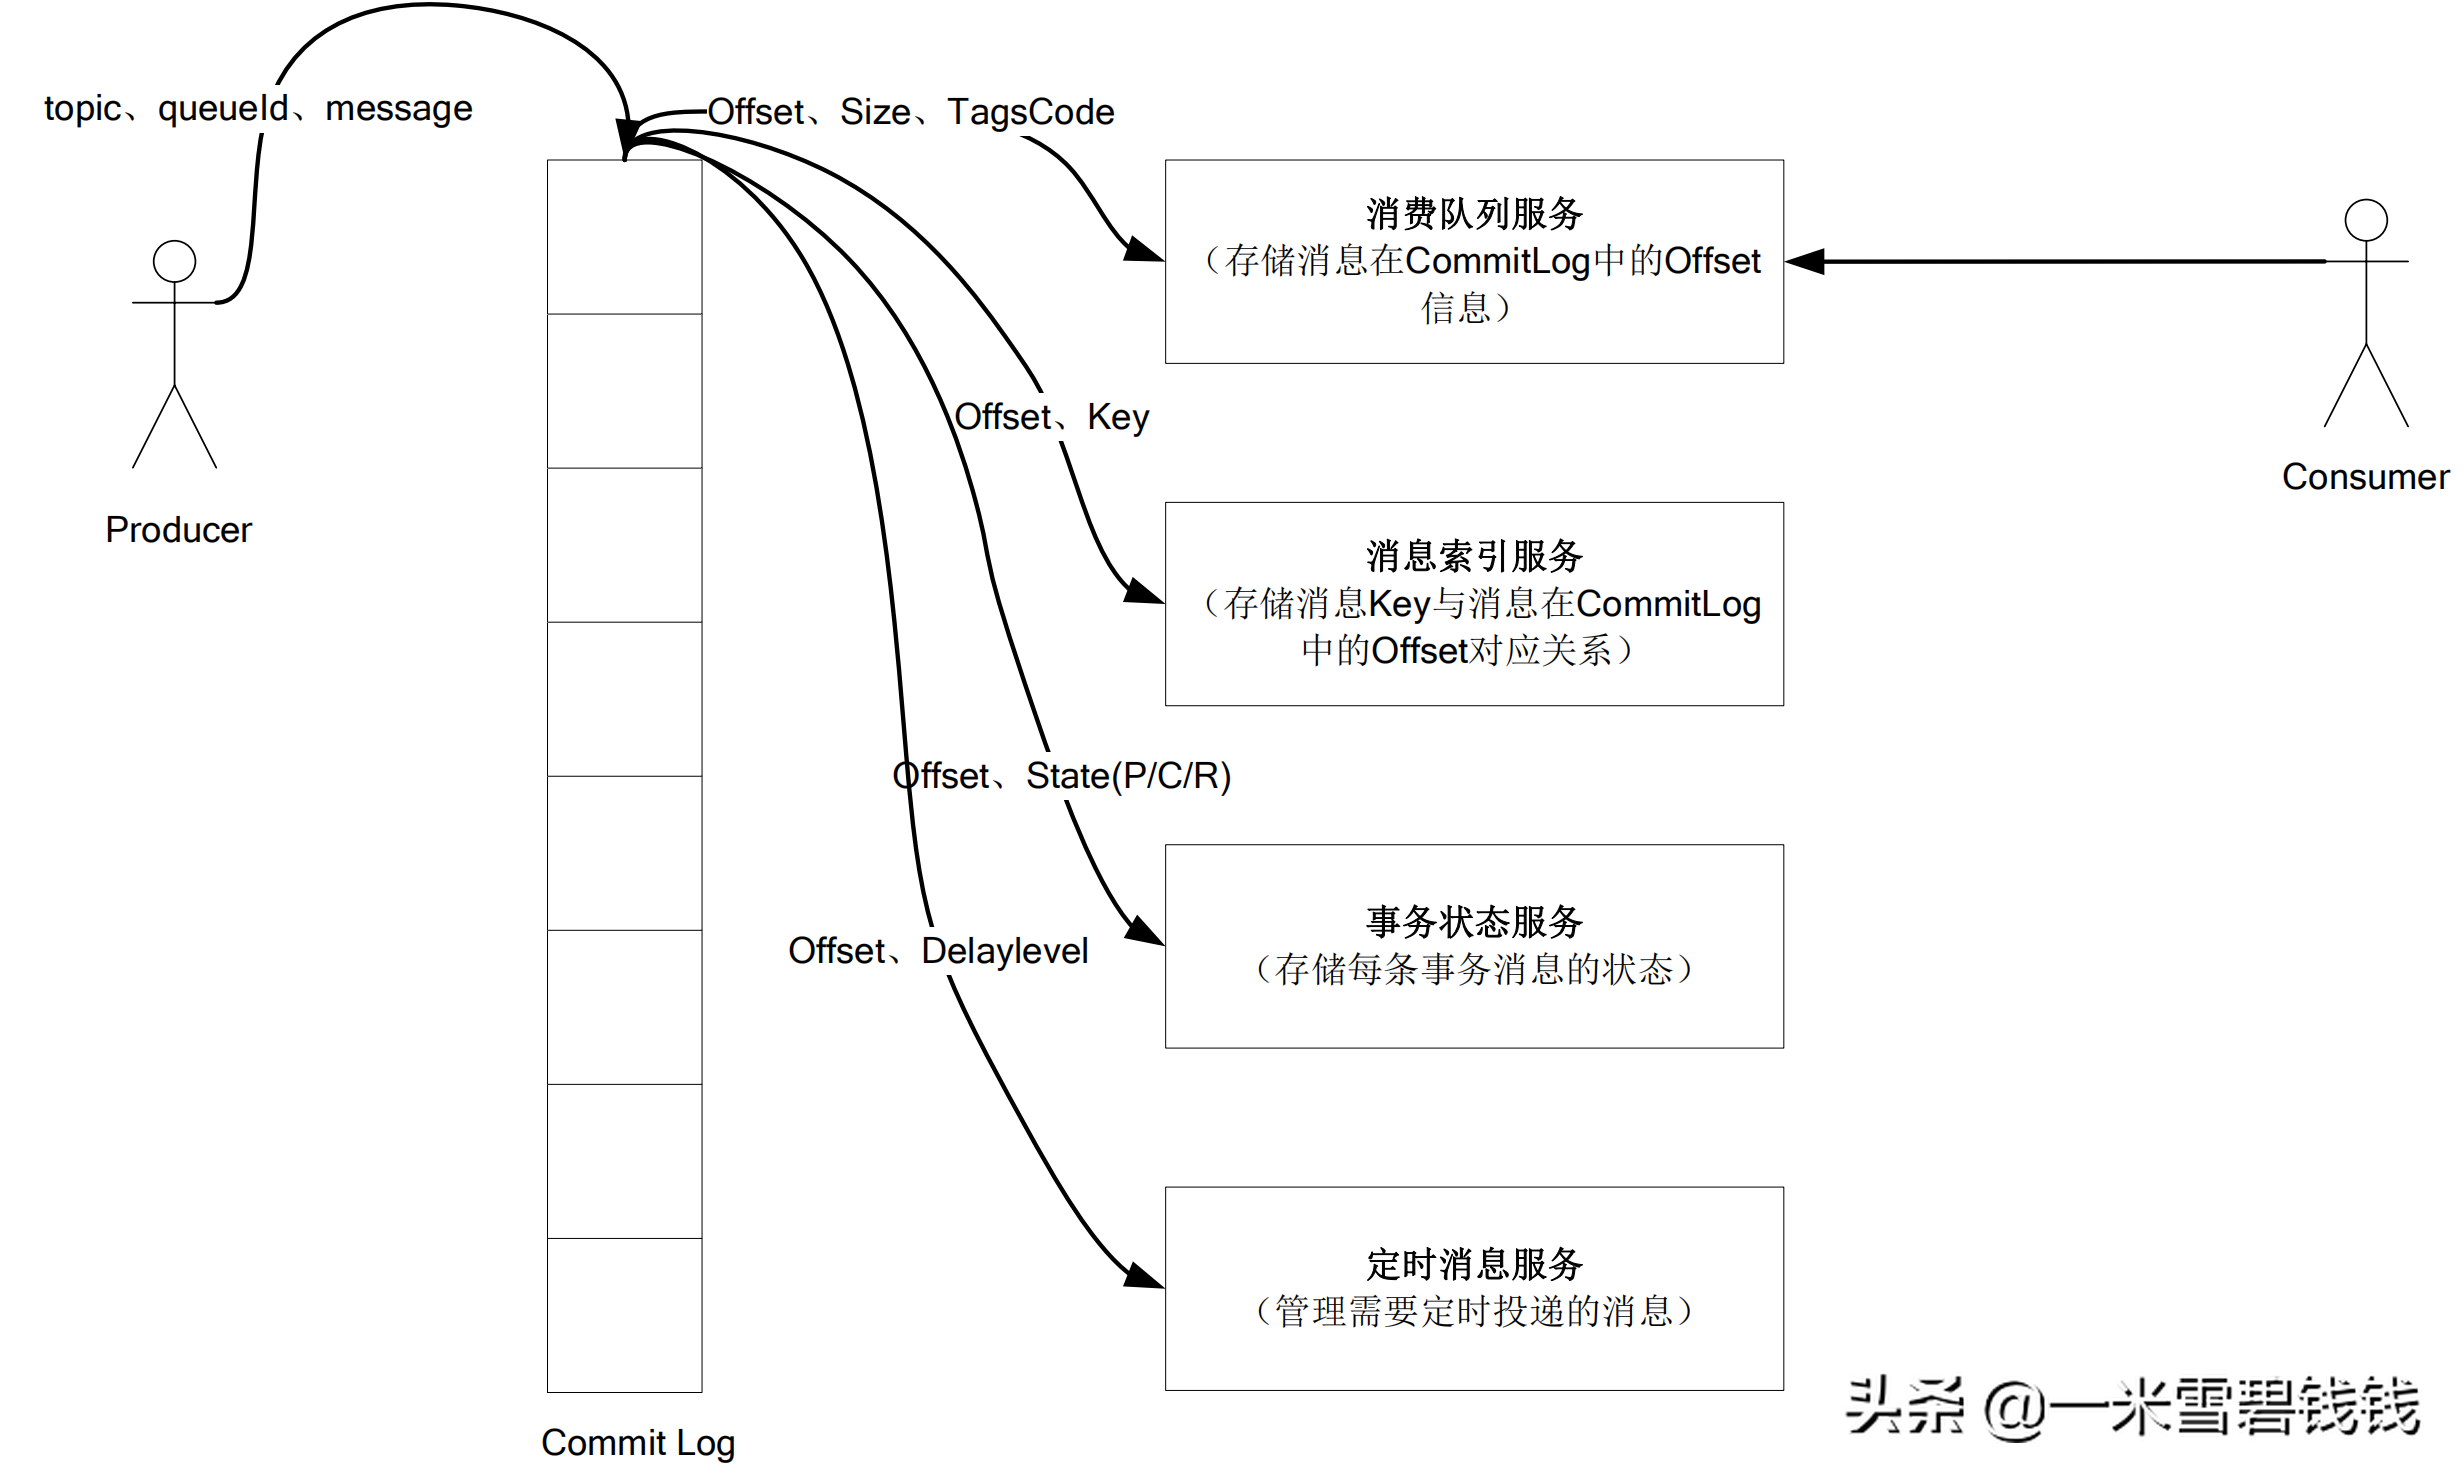 topic、queueId、message
Offset、Size、TagsCode
消费队列服务
（存储消息在CommitLog中的Offset
信息）
Offset、Key
Producer
Consumer
消息索引服务
（存储消息Key与消息在CommitLog
中的Offset对应关系）
Offset、State(P/C/R)
事务状态服务
（存储每条事务消息的状态）
Offset、Delaylevel
定时消息服务
（管理需要定时投递的消息）
Commit Log
头条 @一米雪碧钱钱